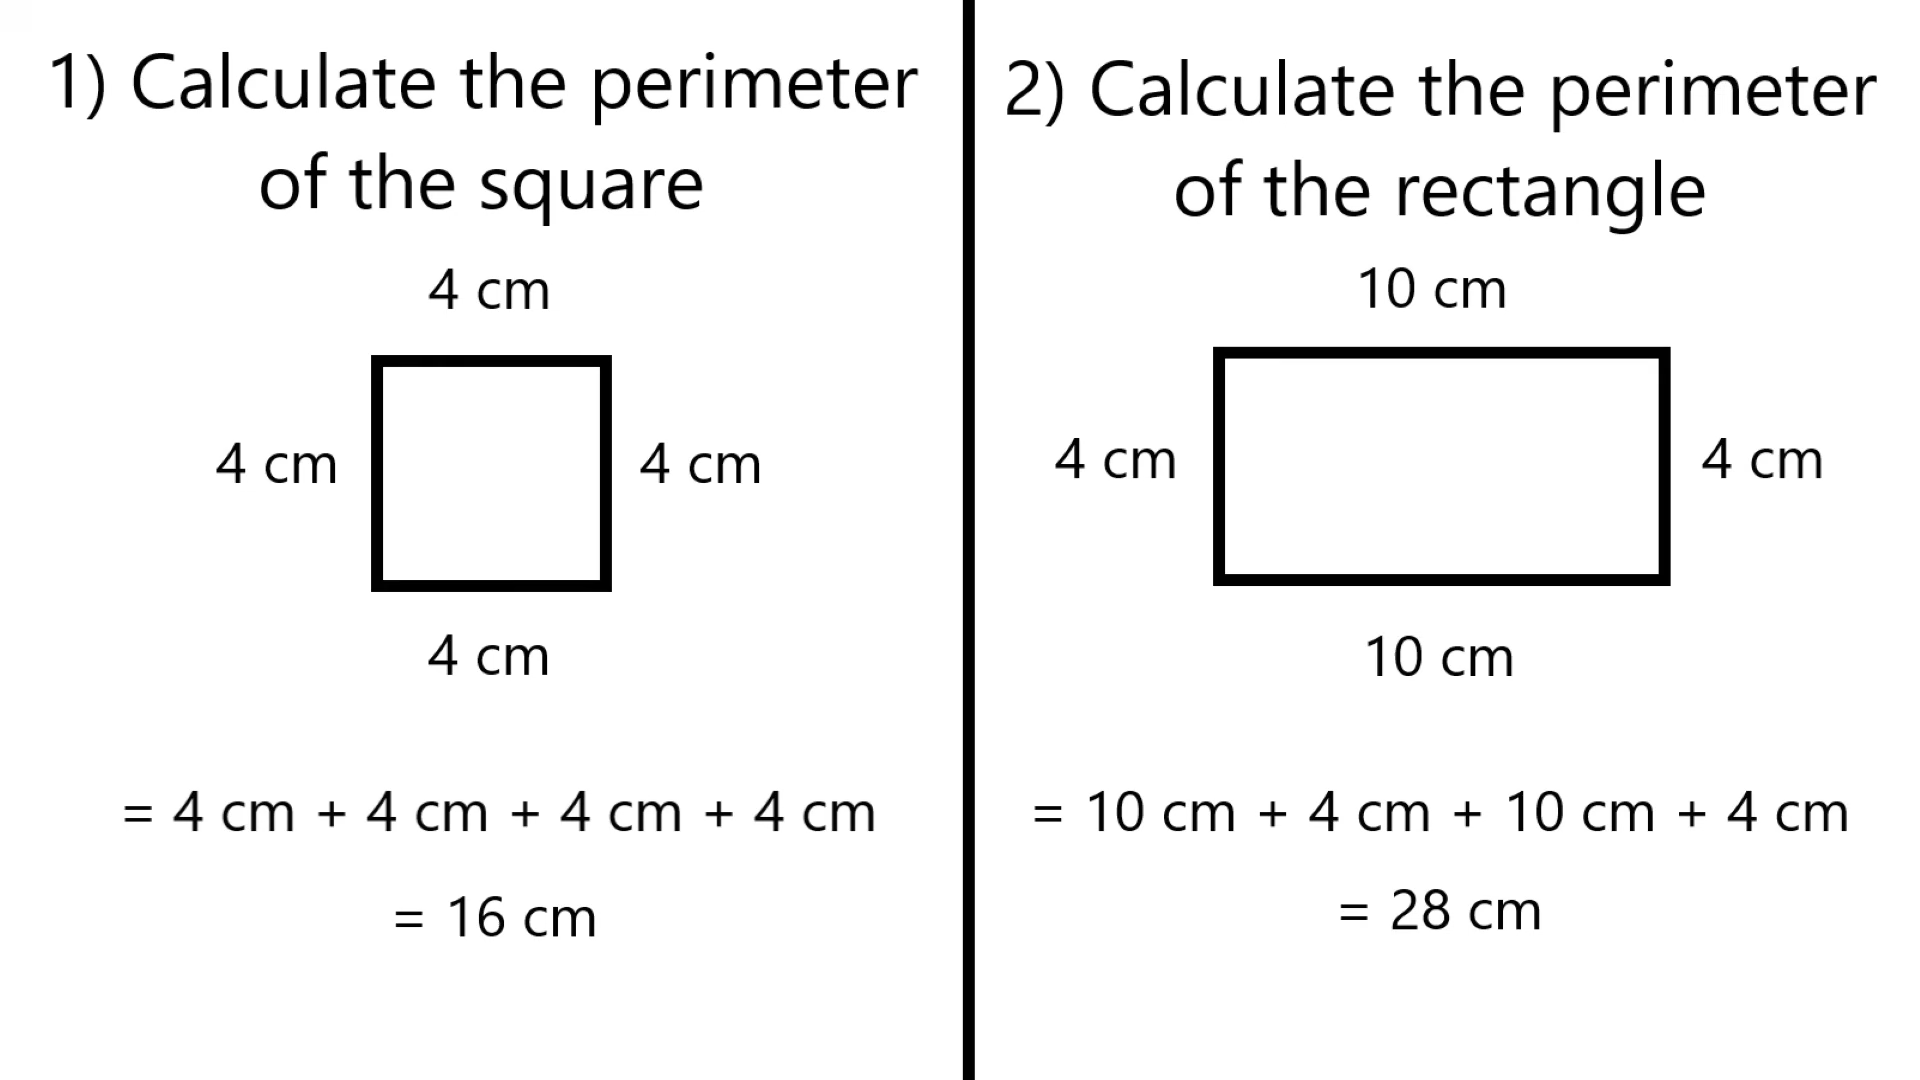 1) Calculate the perimeter
of the square
4 cm
4 cm
4 cm
4 cm
= 4 cm + 4 cm + 4 cm + 4 cm
= 16 cm
2) Calculate the perimeter
of the rectangle
10 cm
4 cm
4 cm
10 cm
= 10 cm + 4 cm + 10 cm + 4 cm
= 28 cm